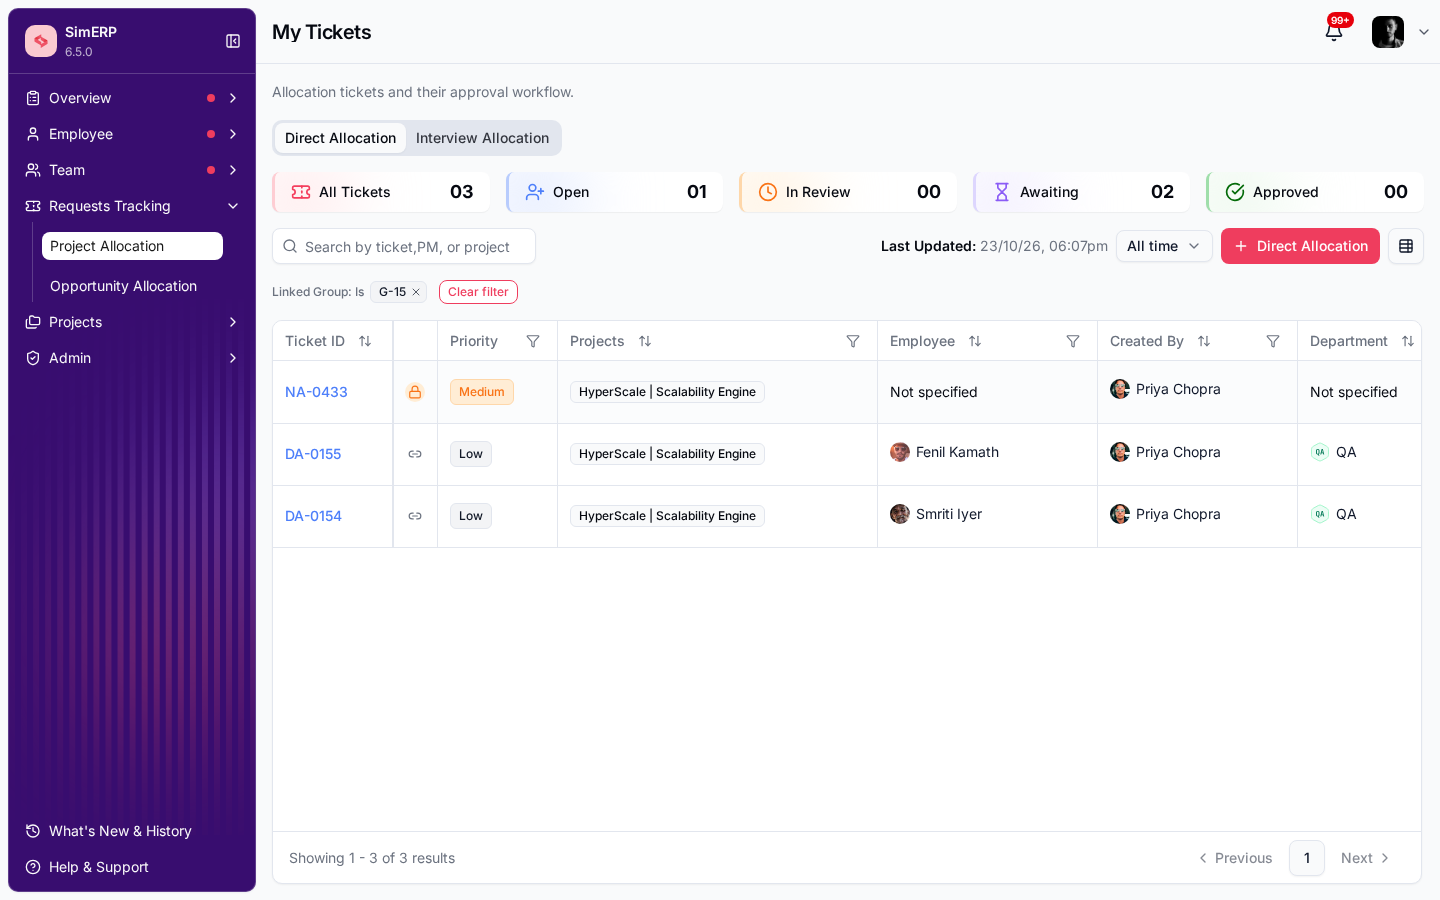 SimERP
6.5.0
Overview
Employee
Team
Requests Tracking
Project Allocation
Opportunity Allocation
Projects
Admin
What's New & History
Help & Support
My Tickets
99+
Allocation tickets and their approval workflow.
Direct Allocation Interview Allocation
All Tickets 03
Open 01
In Review 00
Awaiting 02
Approved 00
Search by ticket,PM, or project
Last Updated: 23/10/26, 06:07pm
All time
Direct Allocation
Linked Group: Is G-15 Clear filter
Ticket ID Priority Projects Employee Created By Department
NA-0433 Medium HyperScale | Scalability Engine Not specified Priya Chopra Not specified
DA-0155 Low HyperScale | Scalability Engine Fenil Kamath Priya Chopra QA QA
DA-0154 Low HyperScale | Scalability Engine Smriti Iyer Priya Chopra QA QA
Showing 1 - 3 of 3 results
Previous 1 Next